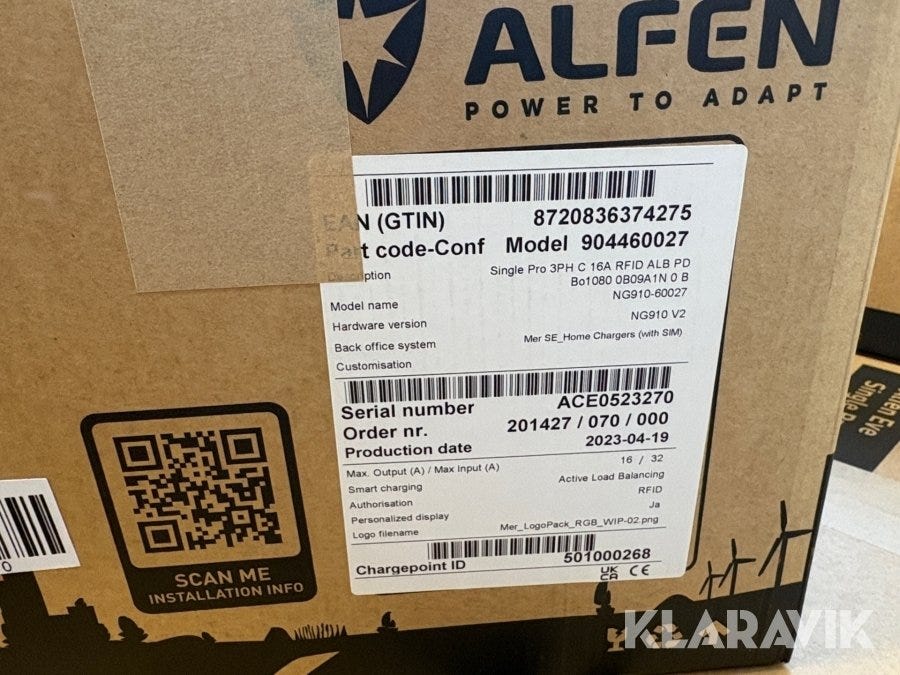 ALFEN
POWER TO ADAPT
EAN (GTIN) 8720836374275
Part code-Conf Model 904460027
Description Single Pro 3PH C 16A RFID ALB PD
Bo1080 0B09A1N 0 B
Model name NG910-60027
Hardware version NG910 V2
Back office system Mer SE_Home Chargers (with SIM)
Customisation
Serial number ACE0523270
Order nr. 201427 / 070 / 000
Production date 2023-04-19
Max. Output (A) / Max Input (A) 16 / 32
Smart charging Active Load Balancing
Authorisation RFID
Personalized display Ja
Logo filename Mer_LogoPack_RGB_WIP-02.png
Chargepoint ID 501000268
UK CA CE
SCAN ME
INSTALLATION INFO
0
Alfen Eve
KLARAVIK